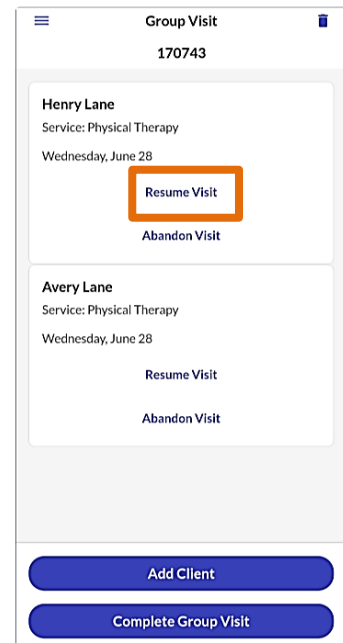 Group Visit
170743
Henry Lane
Service: Physical Therapy
Wednesday, June 28
Resume Visit
Abandon Visit
Avery Lane
Service: Physical Therapy
Wednesday, June 28
Resume Visit
Abandon Visit
Add Client
Complete Group Visit